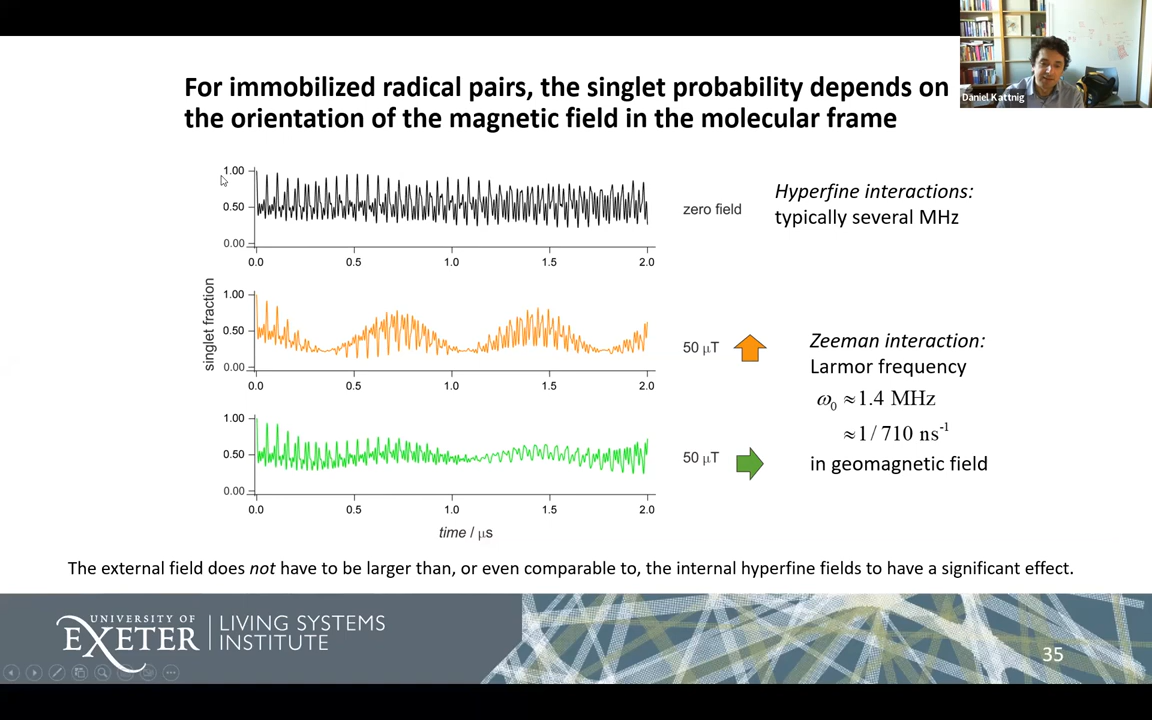 Daniel Kattnig
For immobilized radical pairs, the singlet probability depends on
the orientation of the magnetic field in the molecular frame
1.00
0.50
0.00
0.0 0.5 1.0 1.5 2.0
zero field
Hyperfine interactions:
typically several MHz
singlet fraction
1.00
0.50
0.00
0.0 0.5 1.0 1.5 2.0
50 µT
Zeeman interaction:
Larmor frequency
ω₀ ≈1.4 MHz
≈1/ 710 ns⁻¹
in geomagnetic field
1.00
0.50
0.00
0.0 0.5 1.0 1.5 2.0
50 µT
time / µs
The external field does not have to be larger than, or even comparable to, the internal hyperfine fields to have a significant effect.
UNIVERSITY OF
EXETER
LIVING SYSTEMS
INSTITUTE
35